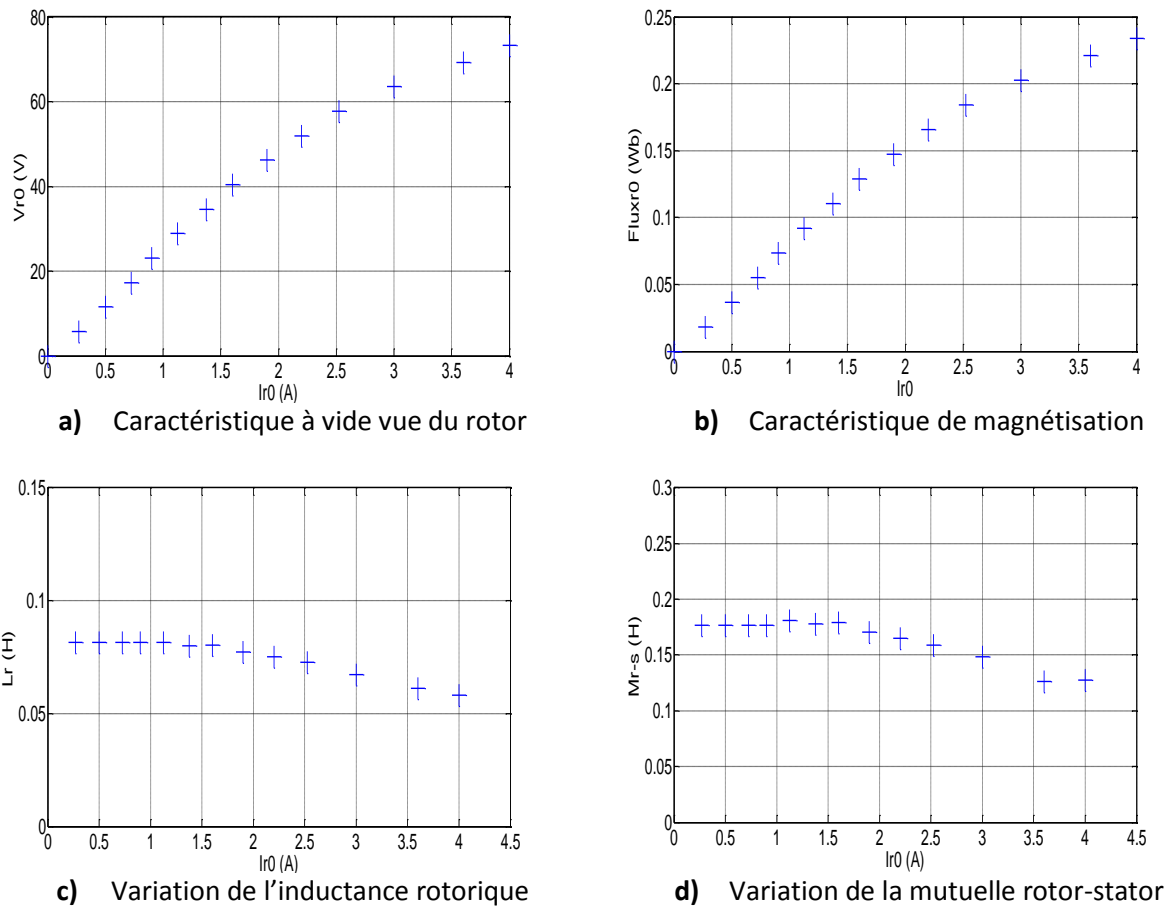 80
60
40
20
0
Vr0 (V)
0 0.5 1 1.5 2 2.5 3 3.5 4
Ir0 (A)
a) Caractéristique à vide vue du rotor
0.25
0.2
0.15
0.1
0.05
0
Fluxr0 (Wb)
0 0.5 1 1.5 2 2.5 3 3.5 4
Ir0
b) Caractéristique de magnétisation
0.15
0.1
0.05
0
Lr (H)
0 0.5 1 1.5 2 2.5 3 3.5 4 4.5
Ir0 (A)
c) Variation de l’inductance rotorique
0.3
0.25
0.2
0.15
0.1
0.05
0
Mr-s (H)
0 0.5 1 1.5 2 2.5 3 3.5 4 4.5
Ir0 (A)
d) Variation de la mutuelle rotor-stator